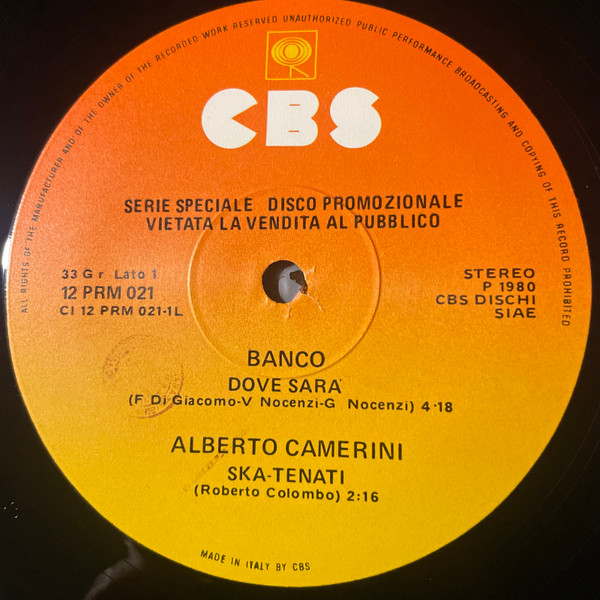 ALL RIGHTS OF THE MANUFACTURER AND OF THE OWNER OF THE RECORDED WORK RESERVED UNAUTHORIZED PUBLIC PERFORMANCE BROADCASTING AND COPYING OF THIS RECORD PROHIBITED
CBS
SERIE SPECIALE DISCO PROMOZIONALE
VIETATA LA VENDITA AL PUBBLICO
33 G r Lato 1
12 PRM 021
CI 12 PRM 021-1L
STEREO
P 1980
CBS DISCHI
SIAE
BANCO
DOVE SARA'
(F Di Giacomo-V Nocenzi-G Nocenzi) 4·18
ALBERTO CAMERINI
SKA-TENATI
(Roberto Colombo) 2:16
MADE IN ITALY BY CBS